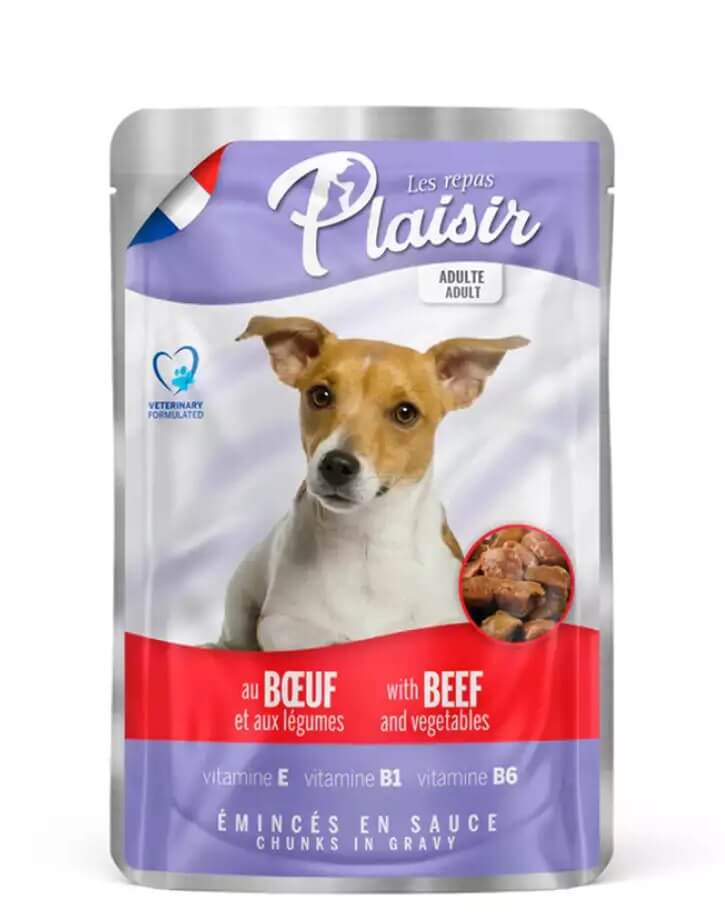 Les repas
Plaisir
ADULTE
ADULT
VETERINARY
FORMULATED
au BŒUF
et aux légumes
with BEEF
and vegetables
vitamine E vitamine B1 vitamine B6
ÉMINCÉS EN SAUCE
CHUNKS IN GRAVY